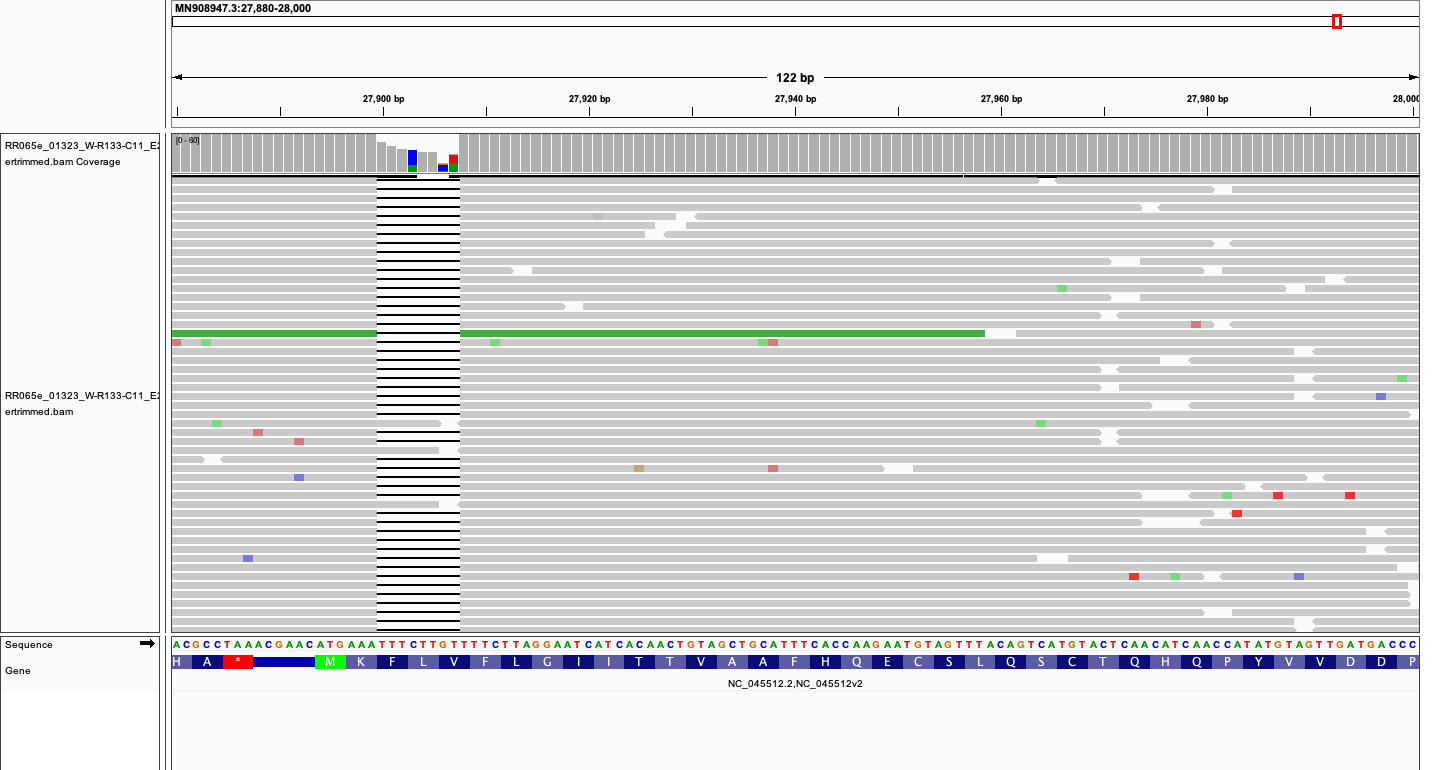 MN908947.3:27,880-28,000
122 bp
27,900 bp 27,920 bp 27,940 bp 27,960 bp 27,980 bp 28,000
RR065e_01323_W-R133-C11_E2
ertrimmed.bam Coverage
[0 - 60]
RR065e_01323_W-R133-C11_E2
ertrimmed.bam
Sequence
ACGCCTAAACGAACATGAAATTTCTTGTTTTCTTAGGAATCATCACAACTGTAGCTGCATTTCACCAAGAATGTAGTTTACAGTCATGTACTCAACATCAACCATATGTAGTTGATGACCC
Gene
H A * M K F L V F L G I I T T V A A F H Q E C S L Q S C T Q H Q P Y V V D D P
NC_045512.2,NC_045512v2